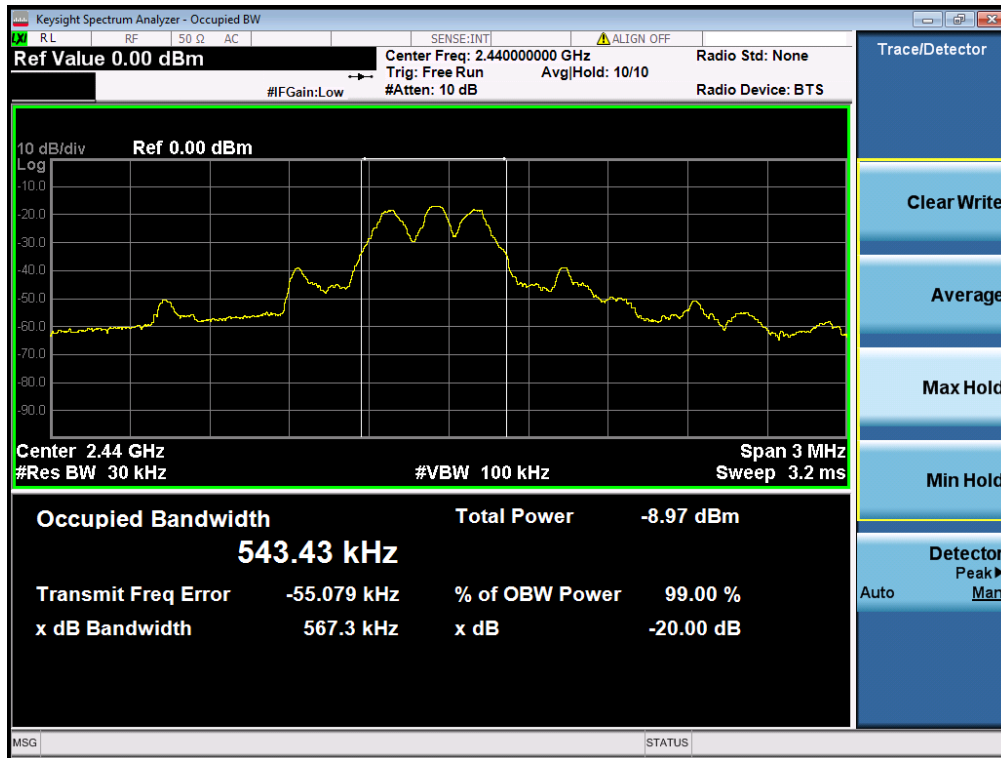 Keysight Spectrum Analyzer - Occupied BW
LXI RL RF 50 Ω AC SENSE:INT ALIGN OFF
Ref Value 0.00 dBm
Center Freq: 2.440000000 GHz
Radio Std: None
Trig: Free Run Avg|Hold: 10/10
#IFGain:Low
#Atten: 10 dB
Radio Device: BTS
10 dB/div Ref 0.00 dBm
Log
-10.0
-20.0
-30.0
-40.0
-50.0
-60.0
-70.0
-80.0
-90.0
Center 2.44 GHz Span 3 MHz
#Res BW 30 kHz #VBW 100 kHz Sweep 3.2 ms
Occupied Bandwidth Total Power -8.97 dBm
543.43 kHz
Transmit Freq Error -55.079 kHz % of OBW Power 99.00 %
x dB Bandwidth 567.3 kHz x dB -20.00 dB
MSG STATUS
Trace/Detector
Clear Write
Average
Max Hold
Min Hold
Detector
Peak▶
Auto Man